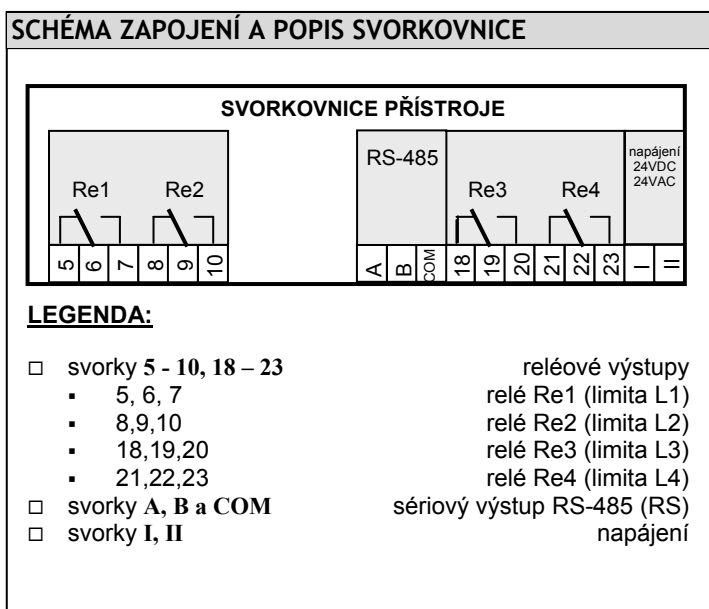 SCHÉMA ZAPOJENÍ A POPIS SVORKOVNICE
SVORKOVNICE PŘÍSTROJE
RS-485
napájení
24VDC
24VAC
Re1 Re2 Re3 Re4
5 6 7 8 9 10 A B COM 18 19 20 21 22 23 I II
LEGENDA:
□ svorky 5 - 10, 18 – 23 reléové výstupy
▪ 5, 6, 7 relé Re1 (limita L1)
▪ 8,9,10 relé Re2 (limita L2)
▪ 18,19,20 relé Re3 (limita L3)
▪ 21,22,23 relé Re4 (limita L4)
□ svorky A, B a COM sériový výstup RS-485 (RS)
□ svorky I, II napájení